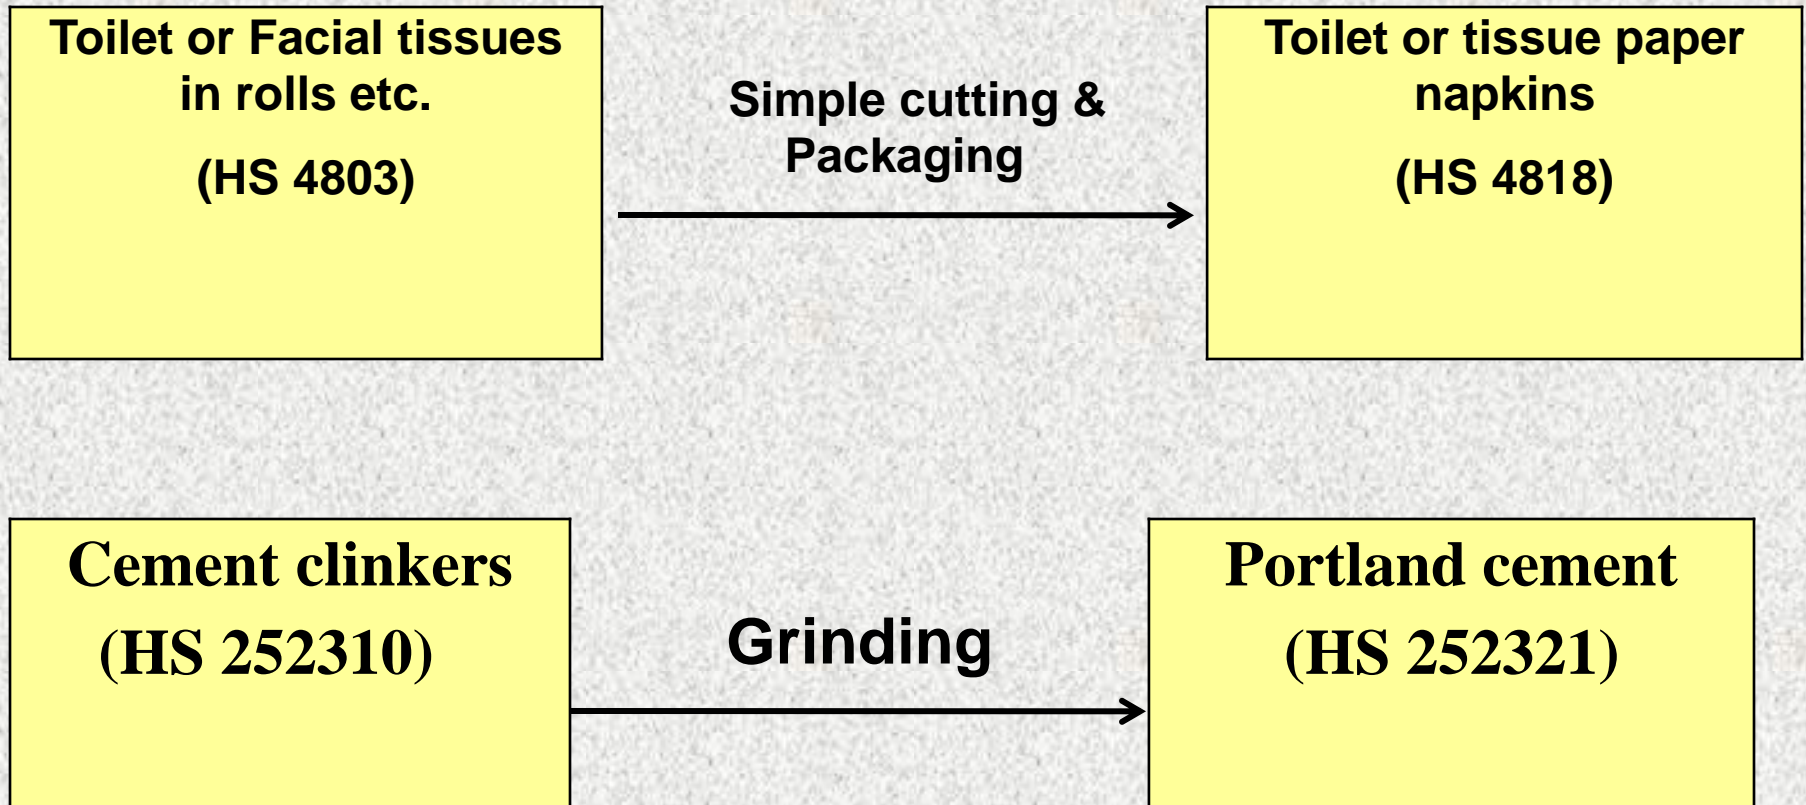 Toilet or Facial tissues
in rolls etc.
(HS 4803)
Simple cutting &
Packaging
Toilet or tissue paper
napkins
(HS 4818)
Cement clinkers
(HS 252310)
Grinding
Portland cement
(HS 252321)